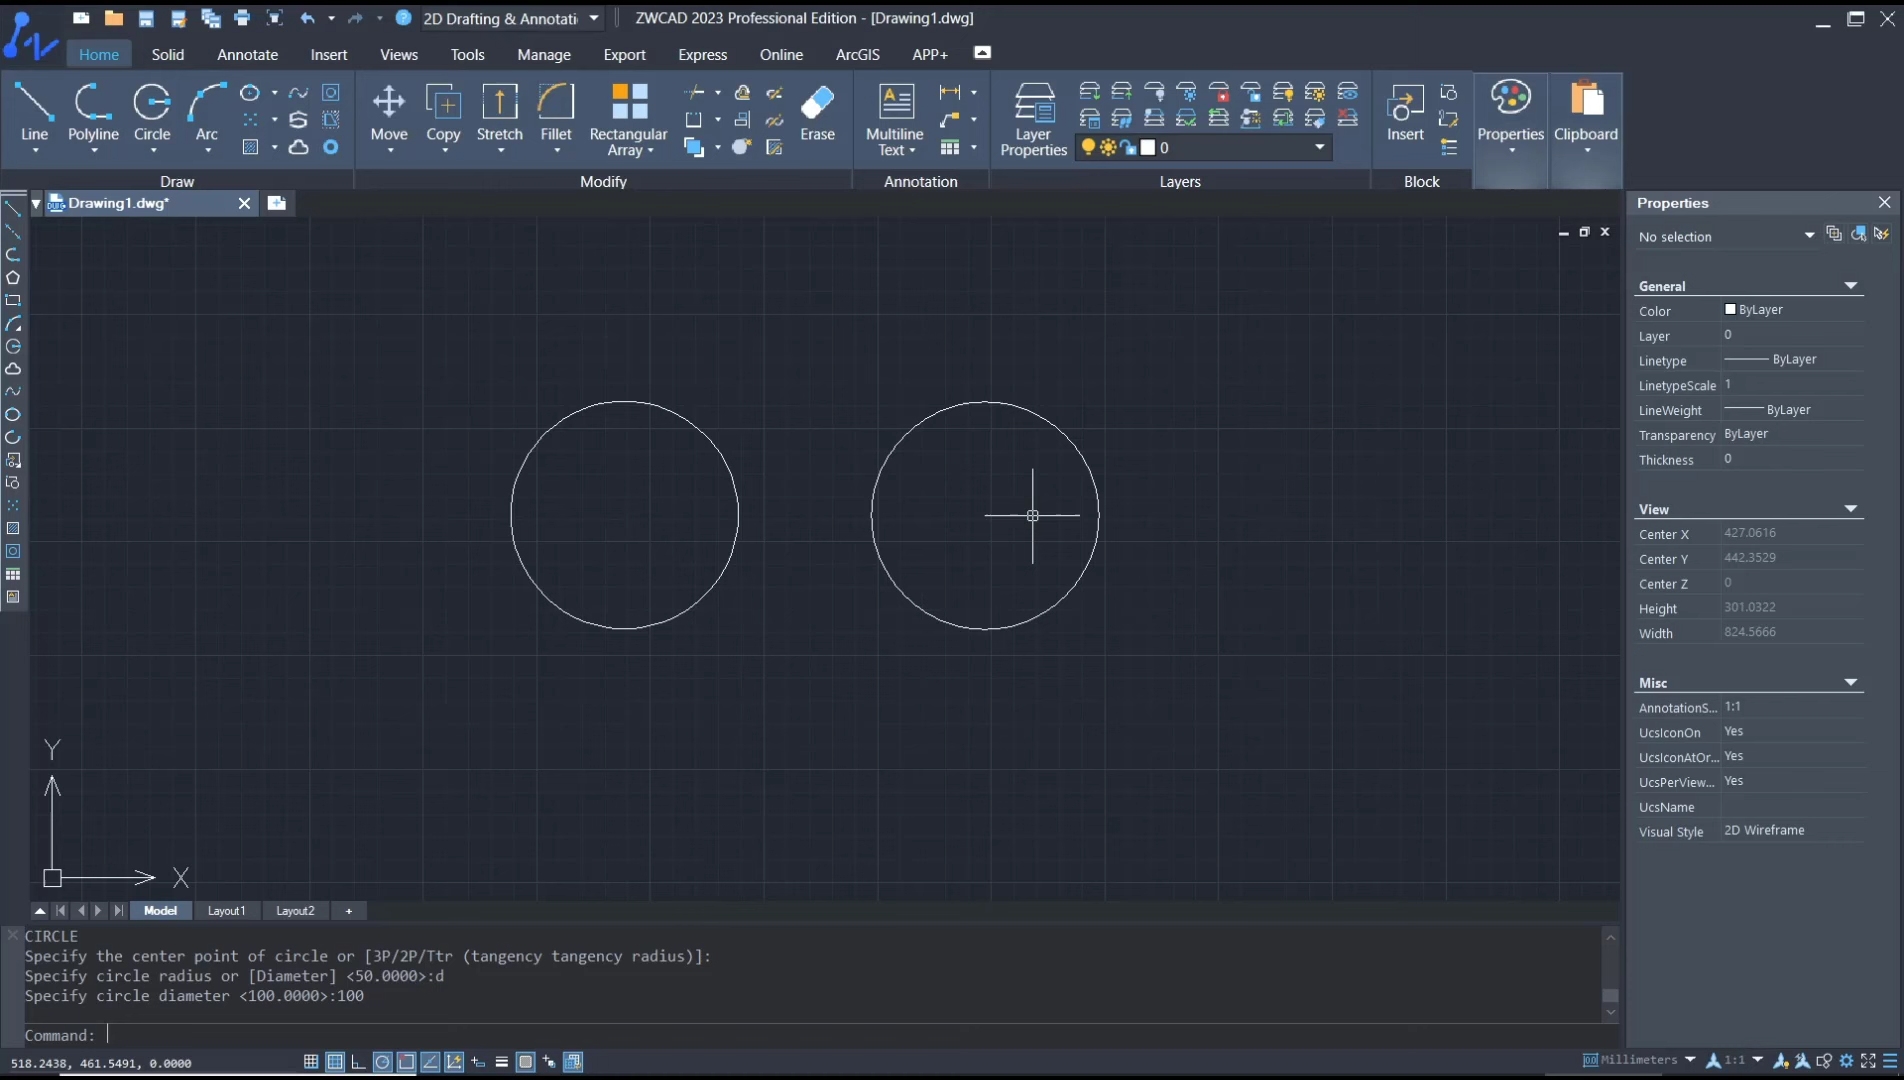 2D Drafting & Annotati
ZWCAD 2023 Professional Edition - [Drawing1.dwg]
Home Solid Annotate Insert Views Tools Manage Export Express Online ArcGIS APP+
Line Polyline Circle Arc
Move Copy Stretch Fillet Rectangular Array Erase
Multiline Text
Layer Properties
0
Insert Properties Clipboard
Draw Modify Annotation Layers Block
Drawing1.dwg*
Properties
No selection
General
Color ByLayer
Layer 0
Linetype ByLayer
LinetypeScale 1
LineWeight ByLayer
Transparency ByLayer
Thickness 0
View
Center X 427.0616
Center Y 442.3529
Center Z 0
Height 301.0322
Width 824.5666
Misc
AnnotationS... 1:1
UcsIconOn Yes
UcsIconAtOr... Yes
UcsPerView... Yes
UcsName
Visual Style 2D Wireframe
Y
X
Model Layout1 Layout2 +
CIRCLE
Specify the center point of circle or [3P/2P/Ttr (tangency tangency radius)]:
Specify circle radius or [Diameter] <50.0000>:d
Specify circle diameter <100.0000>:100
Command:
518.2438, 461.5491, 0.0000
Millimeters 1:1